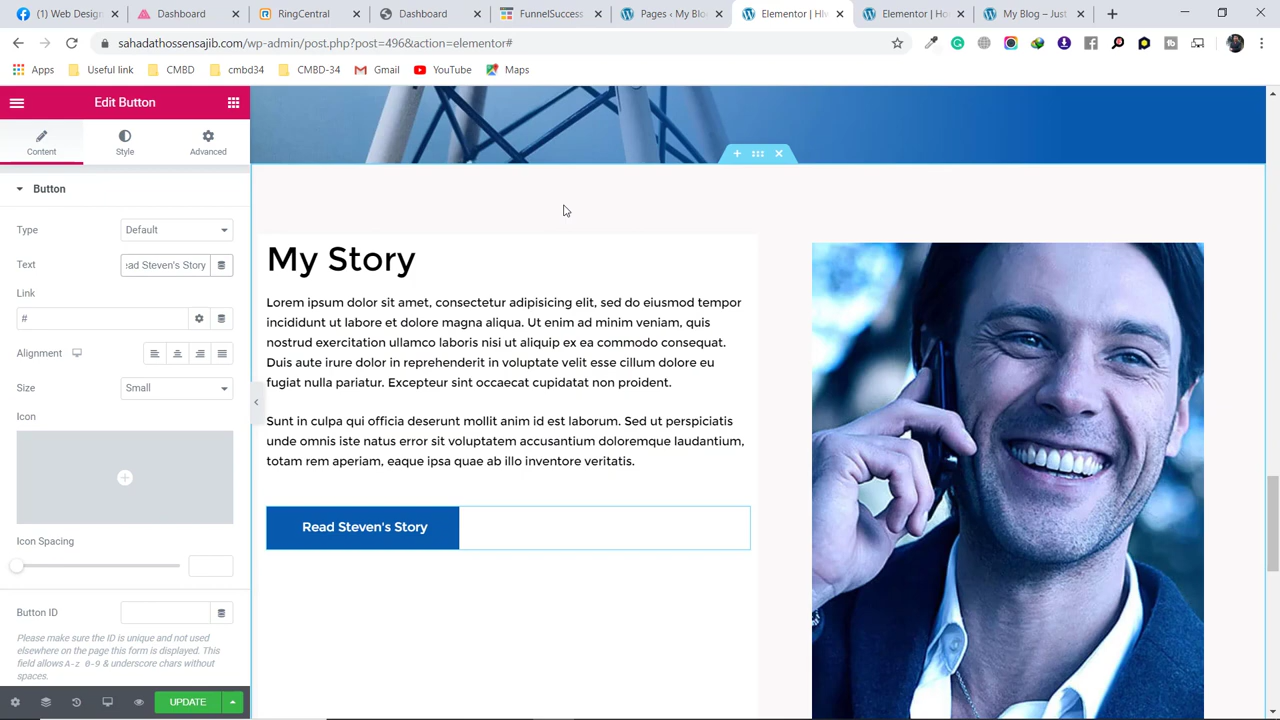 Web Design
Dashboard
RingCentral
Dashboard
FunnelSuccess
Pages ‹ My Blo
Elementor | Hi
Elementor | Ho
My Blog – Just
sahadathossensajib.com/wp-admin/post.php?post=496&action=elementor#
Apps
Useful link
CMBD
cmbd34
CMBD-34
Gmail
YouTube
Maps
Edit Button
Content
Style
Advanced
Button
Type
Default
Text
ad Steven's Story
Link
#
Alignment
Size
Small
Icon
Icon Spacing
Button ID
Please make sure the ID is unique and not used
elsewhere on the page this form is displayed. This
field allows A-z 0-9 & underscore chars without
spaces.
UPDATE
My Story
Lorem ipsum dolor sit amet, consectetur adipisicing elit, sed do eiusmod tempor
incididunt ut labore et dolore magna aliqua. Ut enim ad minim veniam, quis
nostrud exercitation ullamco laboris nisi ut aliquip ex ea commodo consequat.
Duis aute irure dolor in reprehenderit in voluptate velit esse cillum dolore eu
fugiat nulla pariatur. Excepteur sint occaecat cupidatat non proident.
Sunt in culpa qui officia deserunt mollit anim id est laborum. Sed ut perspiciatis
unde omnis iste natus error sit voluptatem accusantium doloremque laudantium,
totam rem aperiam, eaque ipsa quae ab illo inventore veritatis.
Read Steven's Story